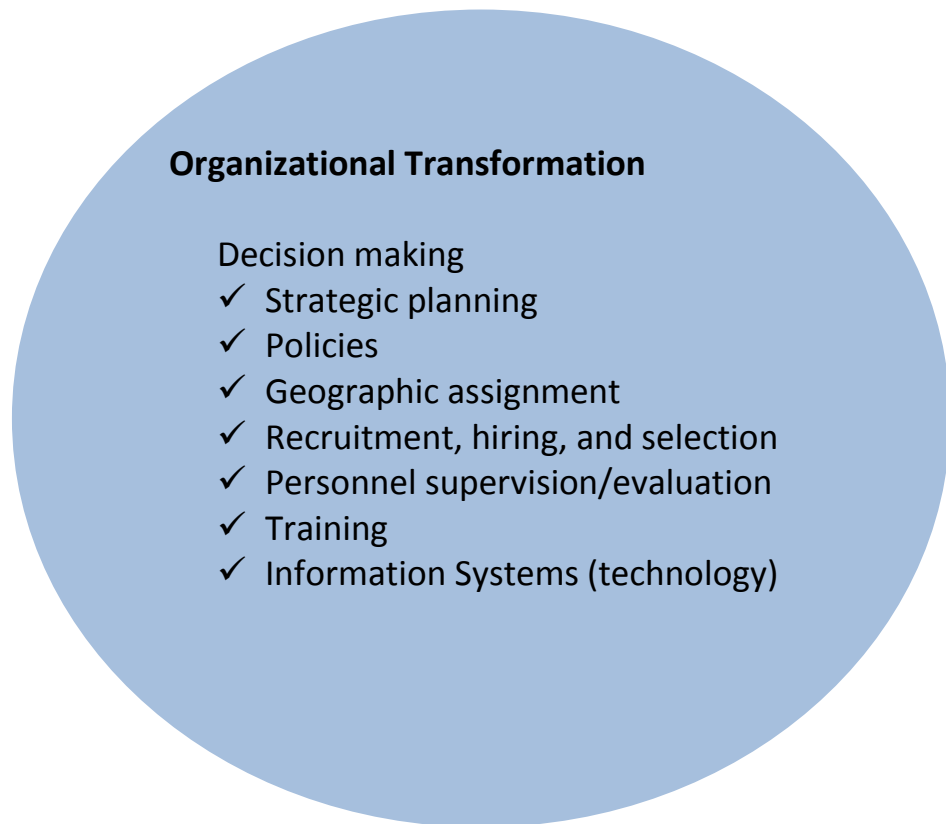 Organizational Transformation
Decision making
✓ Strategic planning
✓ Policies
✓ Geographic assignment
✓ Recruitment, hiring, and selection
✓ Personnel supervision/evaluation
✓ Training
✓ Information Systems (technology)